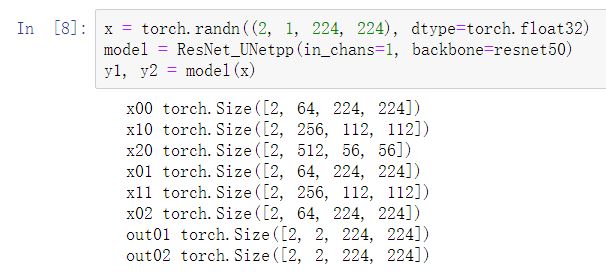 In [8]: x = torch.randn((2, 1, 224, 224), dtype=torch.float32)
model = ResNet_UNetpp(in_chans=1, backbone=resnet50)
y1, y2 = model(x)
x00 torch.Size([2, 64, 224, 224])
x10 torch.Size([2, 256, 112, 112])
x20 torch.Size([2, 512, 56, 56])
x01 torch.Size([2, 64, 224, 224])
x11 torch.Size([2, 256, 112, 112])
x02 torch.Size([2, 64, 224, 224])
out01 torch.Size([2, 2, 224, 224])
out02 torch.Size([2, 2, 224, 224])